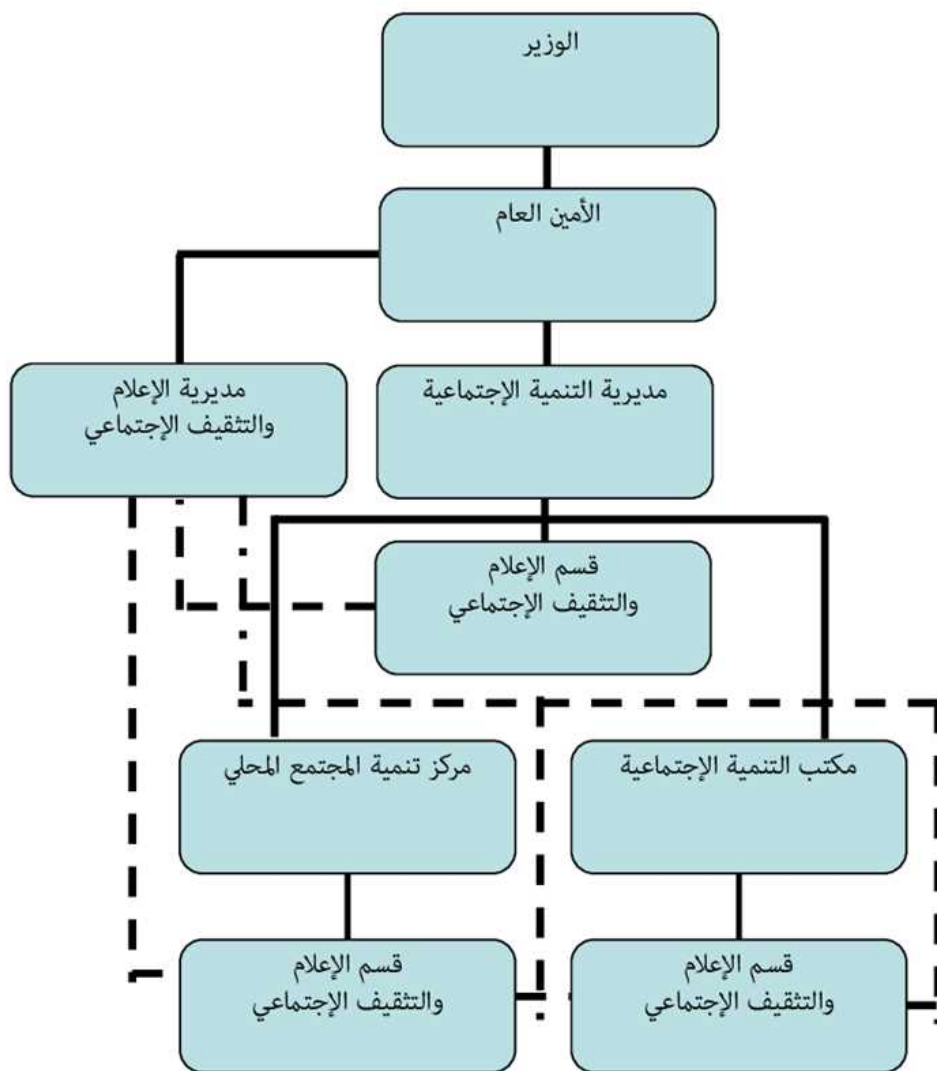 الوزير
الأمين العام
مديرية التنمية الإجتماعية
مديرية الإعلام
والتثقيف الإجتماعي
قسم الإعلام
والتثقيف الإجتماعي
مكتب التنمية الإجتماعية
مركز تنمية المجتمع المحلي
قسم الإعلام
والتثقيف الإجتماعي
قسم الإعلام
والتثقيف الإجتماعي